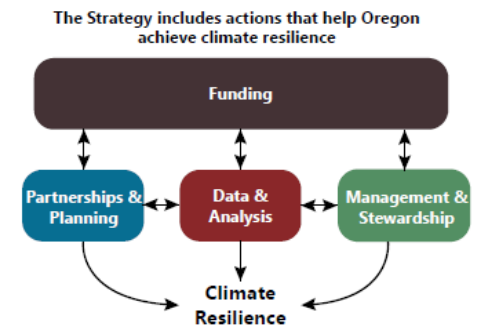 The Strategy includes actions that help Oregon
achieve climate resilience
Funding
Partnerships &
Planning
Data &
Analysis
Management &
Stewardship
Climate
Resilience